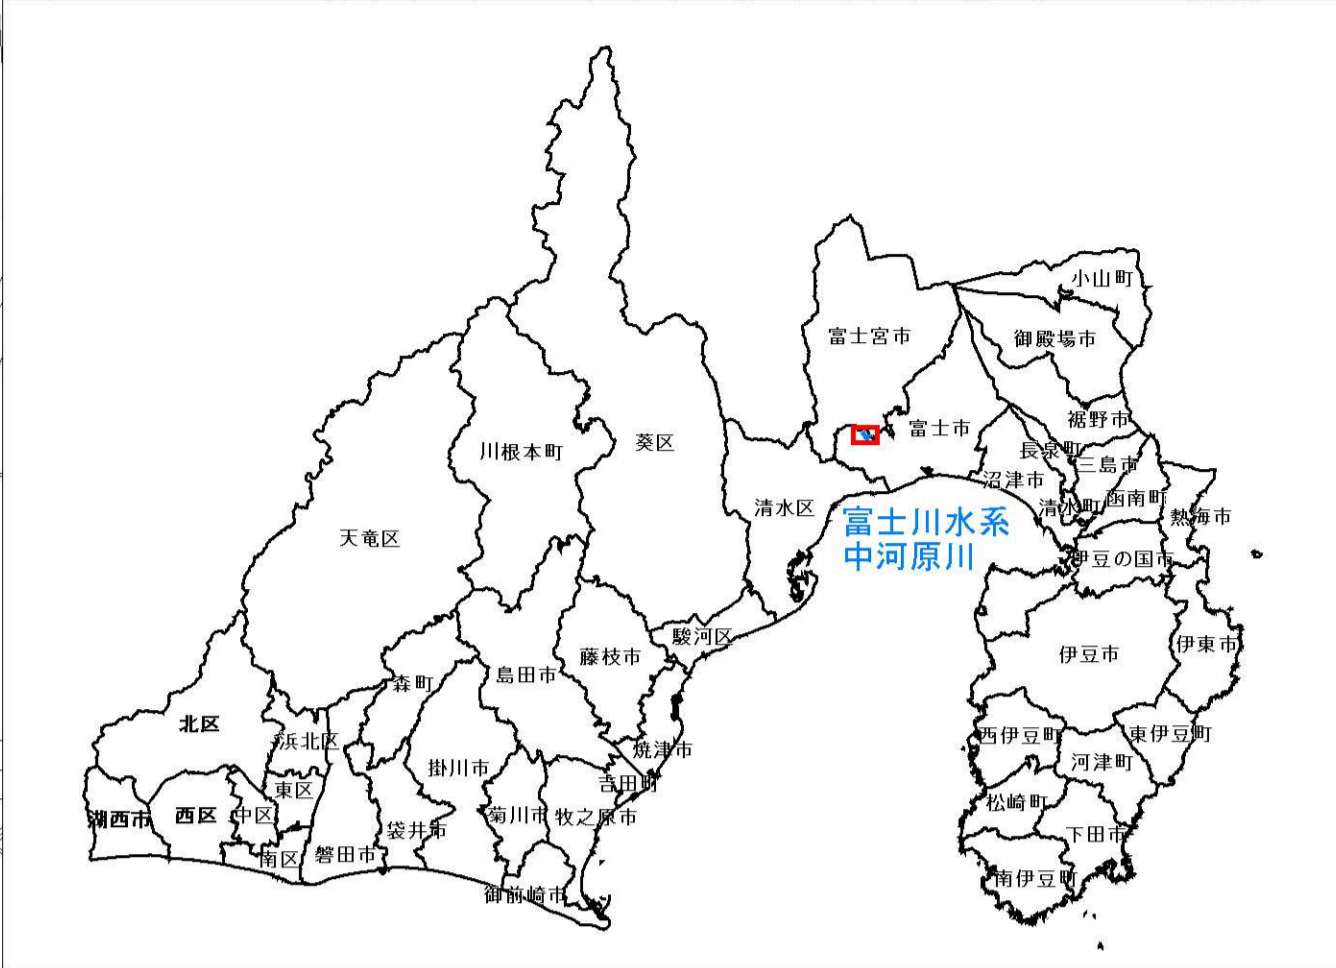 小山町
富士宮市
御殿場市
裾野市
富士市
葵区
川根本町
長泉町
三島市
沼津市
函南町
清水区
清水町
熱海市
富士川水系
中河原川
天竜区
伊豆の国市
駿河区
伊東市
藤枝市
伊豆市
島田市
森町
北区
西伊豆町
東伊豆町
浜北区
焼津市
河津町
掛川市
吉田町
東区
松崎町
湖西市
西区
中区
菊川市
牧之原市
袋井市
下田市
磐田市
南区
南伊豆町
御前崎市